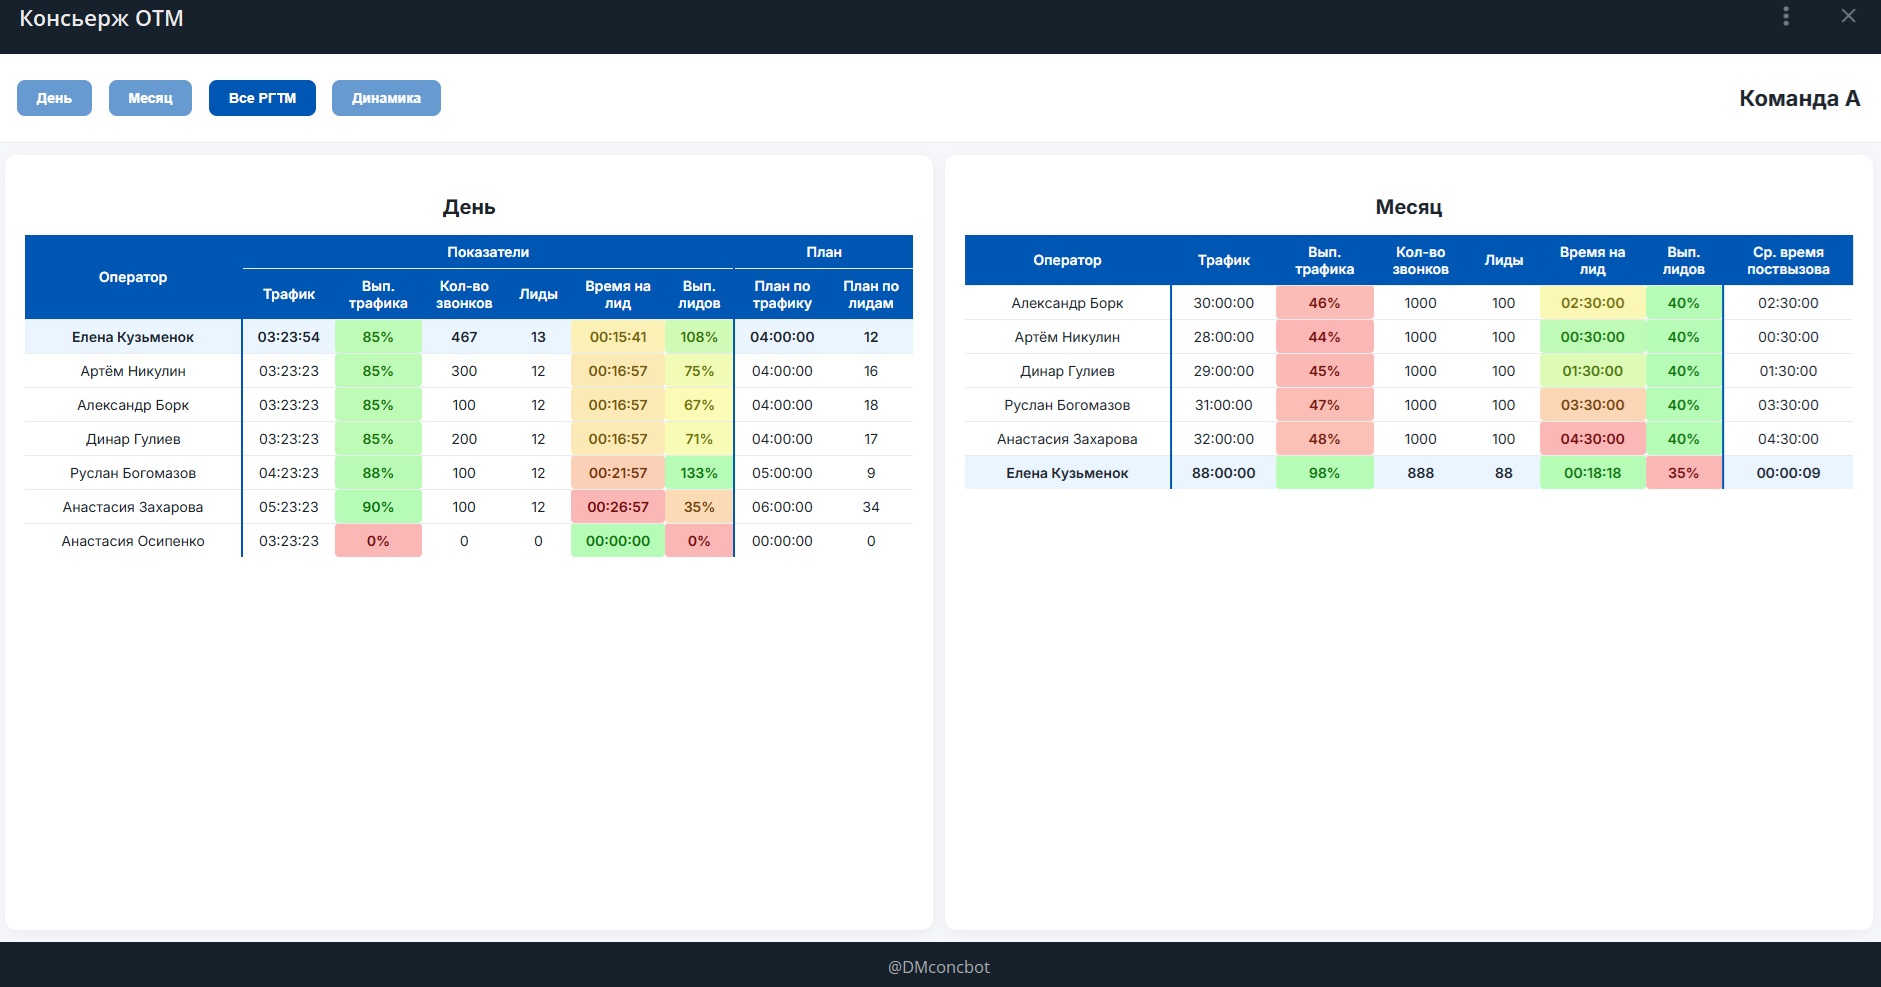 Консьерж ОТМ
День Месяц Все РГТМ Динамика Команда А
День
Оператор Показатели План
Трафик Вып. трафика Кол-во звонков Лиды Время на лид Вып. лидов План по трафику План по лидам
Елена Кузьменок 03:23:54 85% 467 13 00:15:41 108% 04:00:00 12
Артём Никулин 03:23:23 85% 300 12 00:16:57 75% 04:00:00 16
Александр Борк 03:23:23 85% 100 12 00:16:57 67% 04:00:00 18
Динар Гулиев 03:23:23 85% 200 12 00:16:57 71% 04:00:00 17
Руслан Богомазов 04:23:23 88% 100 12 00:21:57 133% 05:00:00 9
Анастасия Захарова 05:23:23 90% 100 12 00:26:57 35% 06:00:00 34
Анастасия Осипенко 03:23:23 0% 0 0 00:00:00 0% 00:00:00 0
Месяц
Оператор Трафик Вып. трафика Кол-во звонков Лиды Время на лид Вып. лидов Ср. время поствызова
Александр Борк 30:00:00 46% 1000 100 02:30:00 40% 02:30:00
Артём Никулин 28:00:00 44% 1000 100 00:30:00 40% 00:30:00
Динар Гулиев 29:00:00 45% 1000 100 01:30:00 40% 01:30:00
Руслан Богомазов 31:00:00 47% 1000 100 03:30:00 40% 03:30:00
Анастасия Захарова 32:00:00 48% 1000 100 04:30:00 40% 04:30:00
Елена Кузьменок 88:00:00 98% 888 88 00:18:18 35% 00:00:09
@DMconcbot